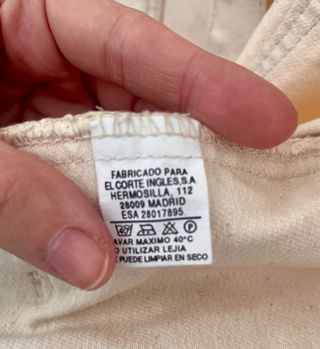 FABRICADO PARA
EL CORTE INGLES,S.A
HERMOSILLA, 112
28009 MADRID
ESA 28017895
40
AVAR MAXIMO 40°C
O UTILIZAR LEJIA
PUEDE LIMPIAR EN SECO